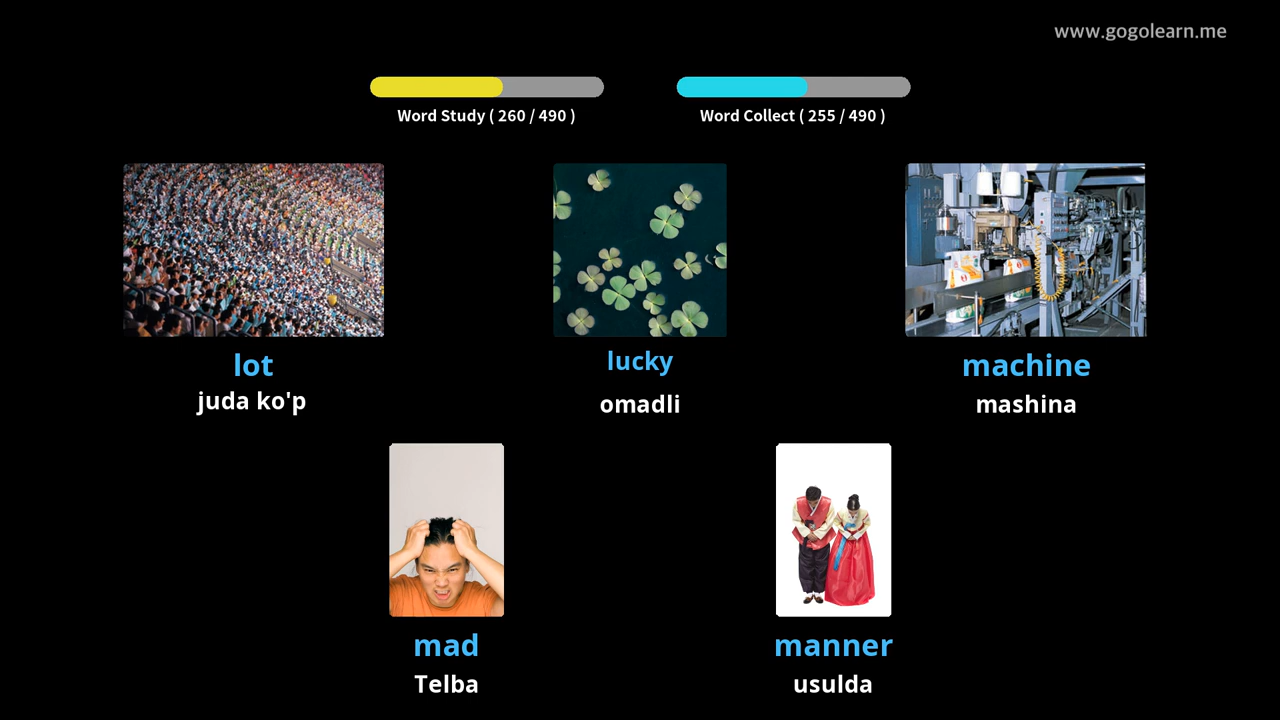 www.gogolearn.me
Word Study ( 260 / 490 )
Word Collect ( 255 / 490 )
lot
juda ko'p
lucky
omadli
machine
mashina
mad
Telba
manner
usulda